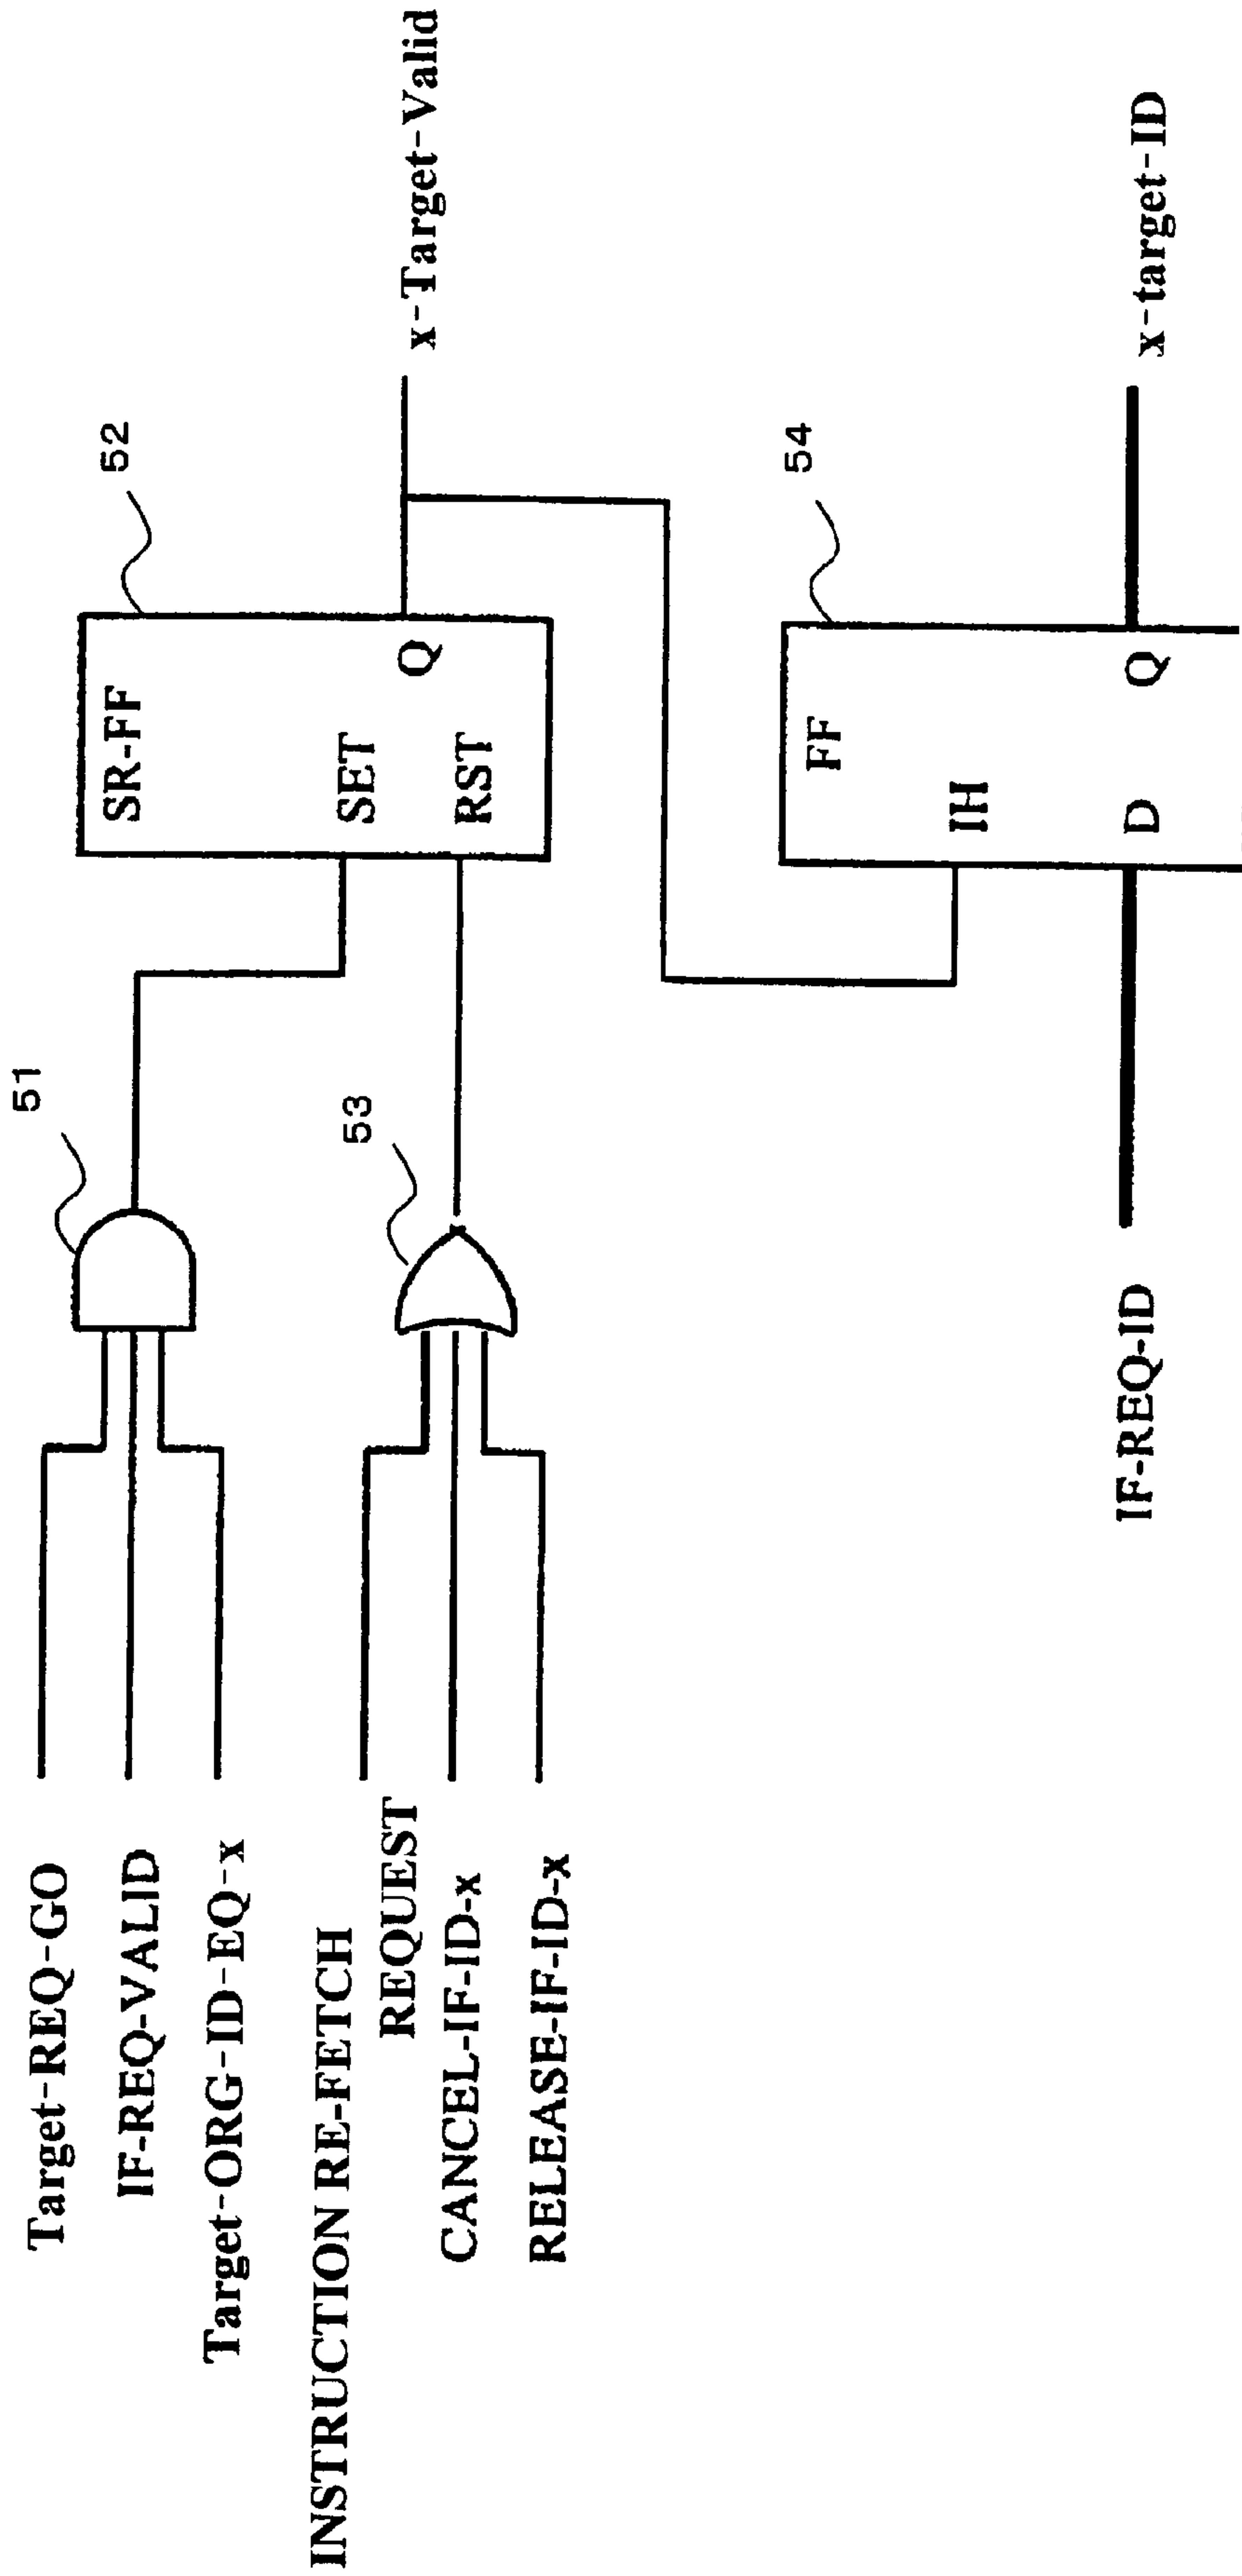 51
52
Target-REQ-GO
SR-FF
IF-REQ-VALID
Target-ORG-ID-EQ-x
SET
Q
x-Target-Valid
53
INSTRUCTION RE-FETCH
REQUEST
RST
CANCEL-IF-ID-x
RELEASE-IF-ID-x
54
FF
IH
IF-REQ-ID
D
Q
x-target-ID